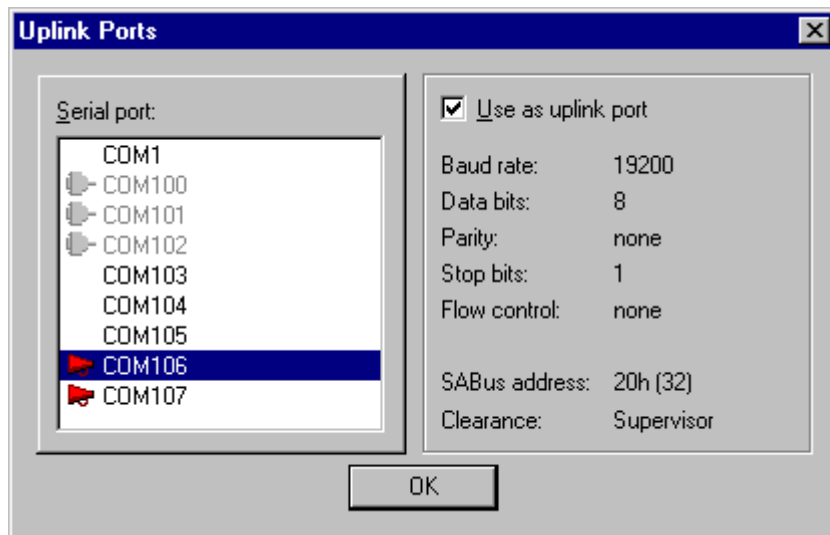 Uplink Ports
Serial port:
COM1
COM100
COM101
COM102
COM103
COM104
COM105
COM106
COM107
Use as uplink port
Baud rate: 19200
Data bits: 8
Parity: none
Stop bits: 1
Flow control: none
SABus address: 20h (32)
Clearance: Supervisor
OK